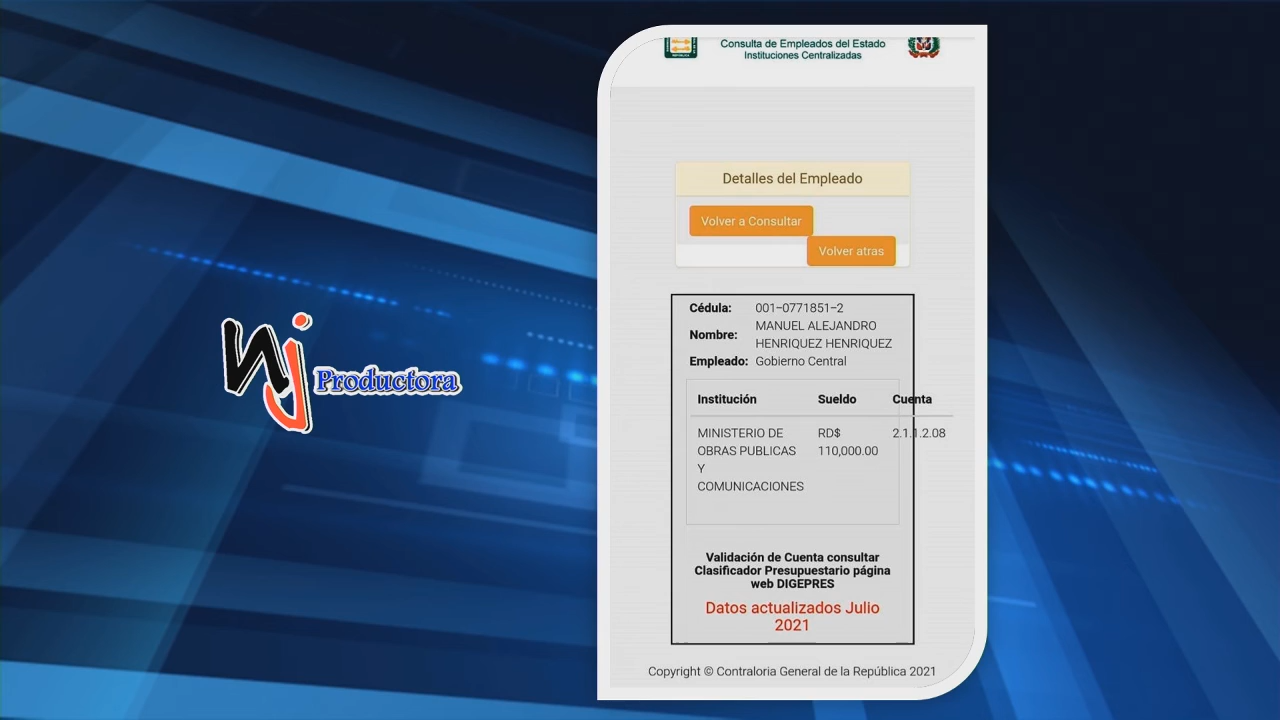 Consulta de Empleados del Estado
Instituciones Centralizadas
Detalles del Empleado
Volver a Consultar
Volver atras
Cédula: 001-0771851-2
Nombre: MANUEL ALEJANDRO
HENRIQUEZ HENRIQUEZ
Empleado: Gobierno Central
Institución Sueldo Cuenta
MINISTERIO DE RD$ 2.1.1.2.08
OBRAS PUBLICAS 110,000.00
Y
COMUNICACIONES
Validación de Cuenta consultar
Clasificador Presupuestario página
web DIGEPRES
Datos actualizados Julio
2021
Copyright © Contraloria General de la República 2021
NJ Productora